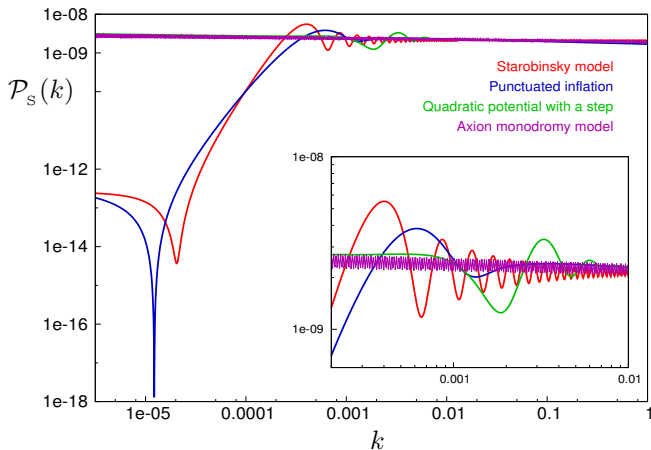 1e-08
1e-09
𝒫ₛ(k)
1e-12
1e-14
1e-16
1e-18
Starobinsky model
Punctuated inflation
Quadratic potential with a step
Axion monodromy model
1e-08
1e-09
0.001
0.01
1e-05
0.0001
0.001
0.01
0.1
1
k